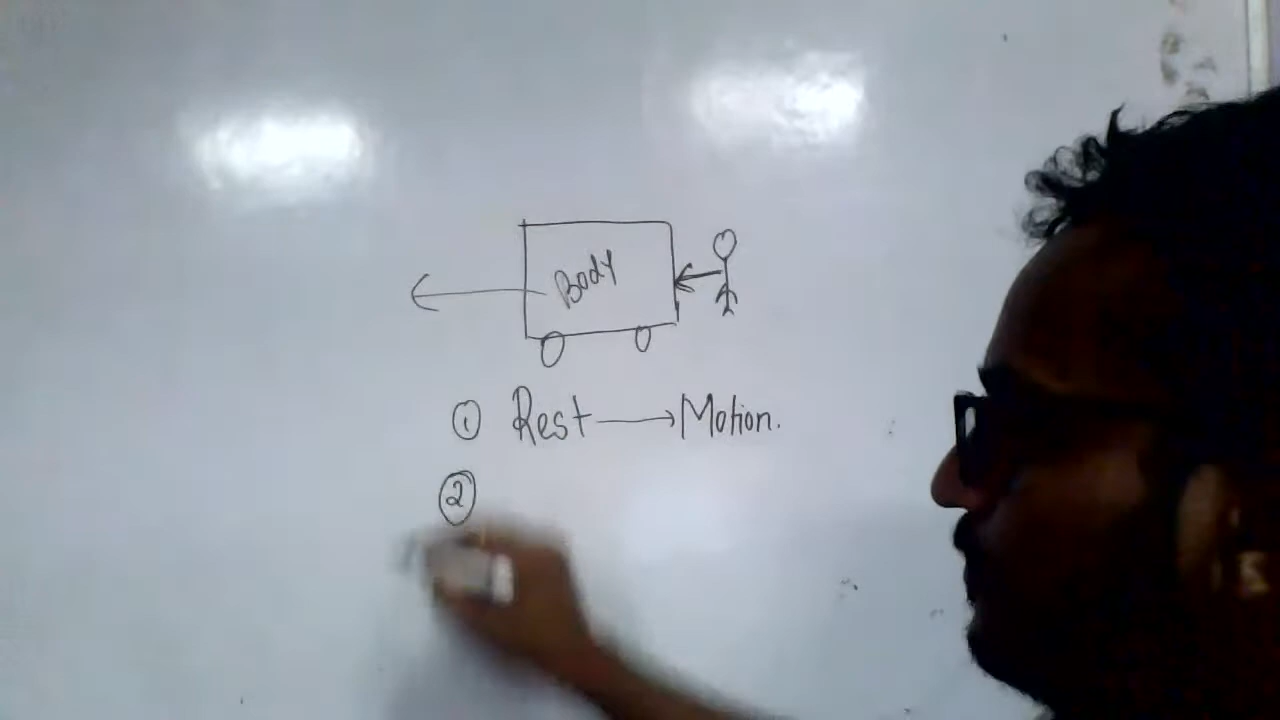 Body
① Rest → Motion.
②